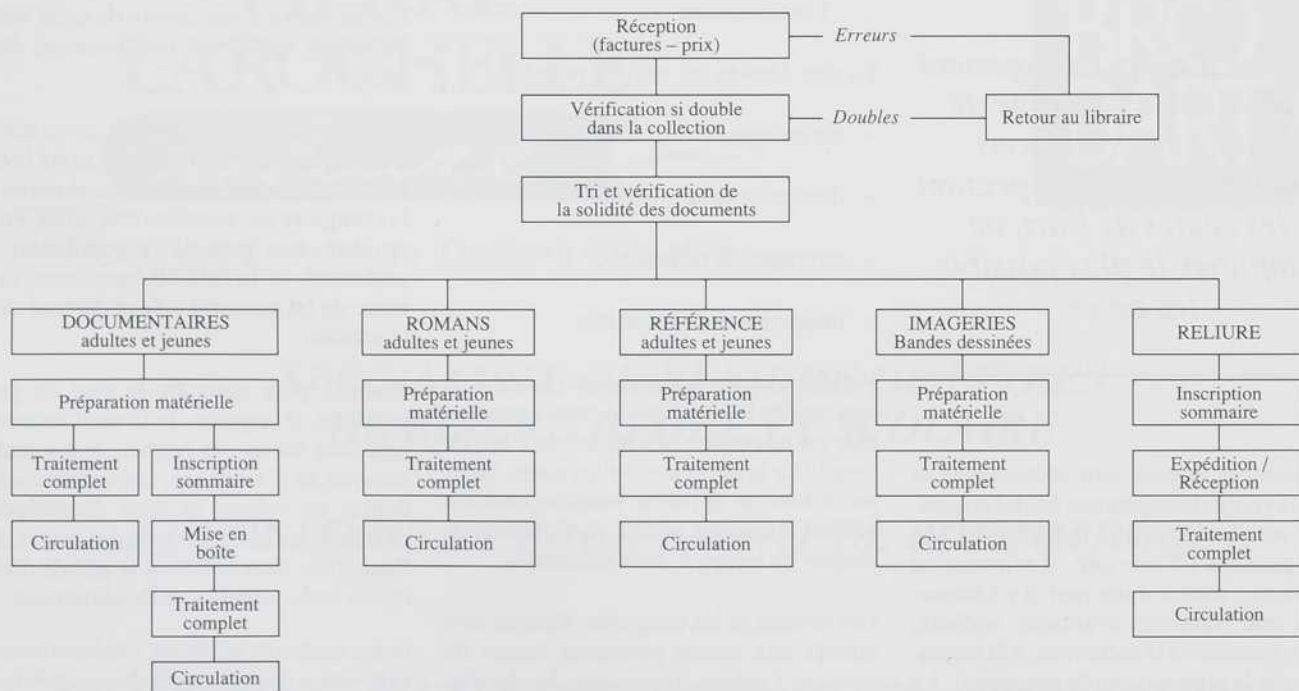 Réception
(factures – prix)
Erreurs
Vérification si double
dans la collection
Doubles
Retour au libraire
Tri et vérification de
la solidité des documents
DOCUMENTAIRES
adultes et jeunes
Préparation matérielle
Traitement
complet
Circulation
Inscription
sommaire
Mise en
boîte
Traitement
complet
Circulation
ROMANS
adultes et jeunes
Préparation
matérielle
Traitement
complet
Circulation
RÉFÉRENCE
adultes et jeunes
Préparation
matérielle
Traitement
complet
Circulation
IMAGERIES
Bandes dessinées
Préparation
matérielle
Traitement
complet
Circulation
RELIURE
Inscription
sommaire
Expédition /
Réception
Traitement
complet
Circulation